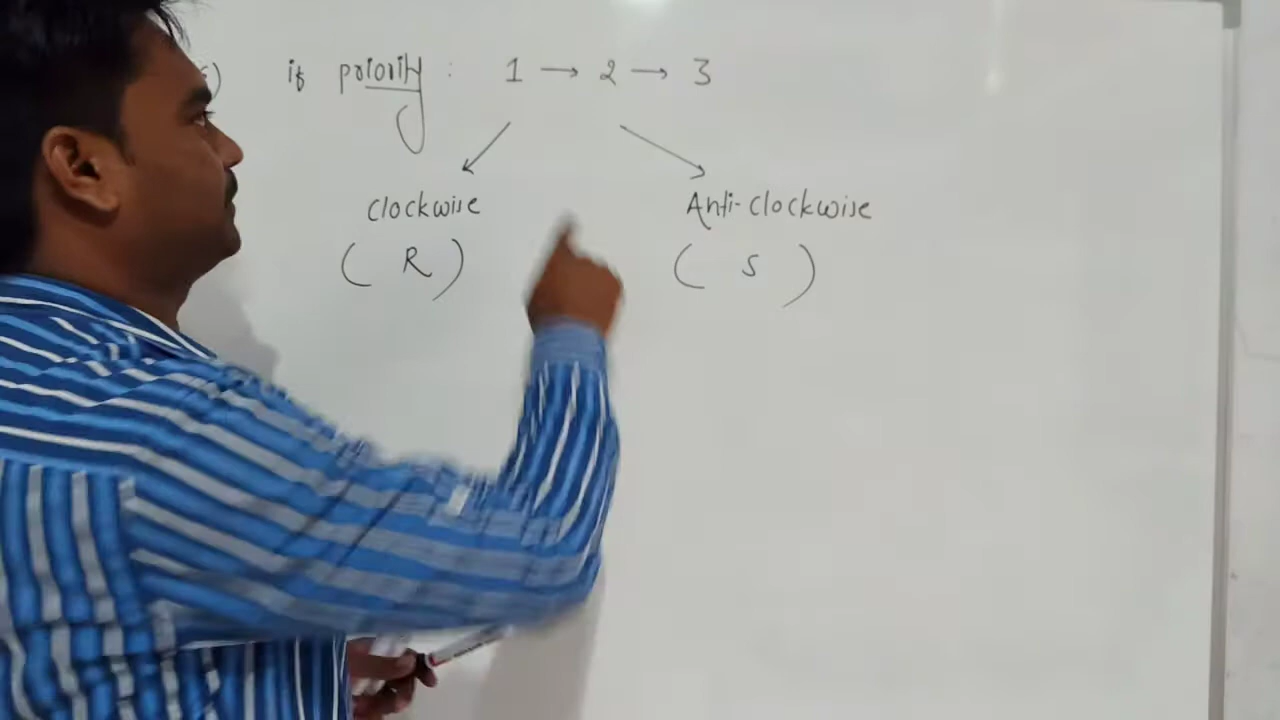 ) if priority : 1 → 2 → 3
Clockwise Anti-clockwise
( R ) ( S )